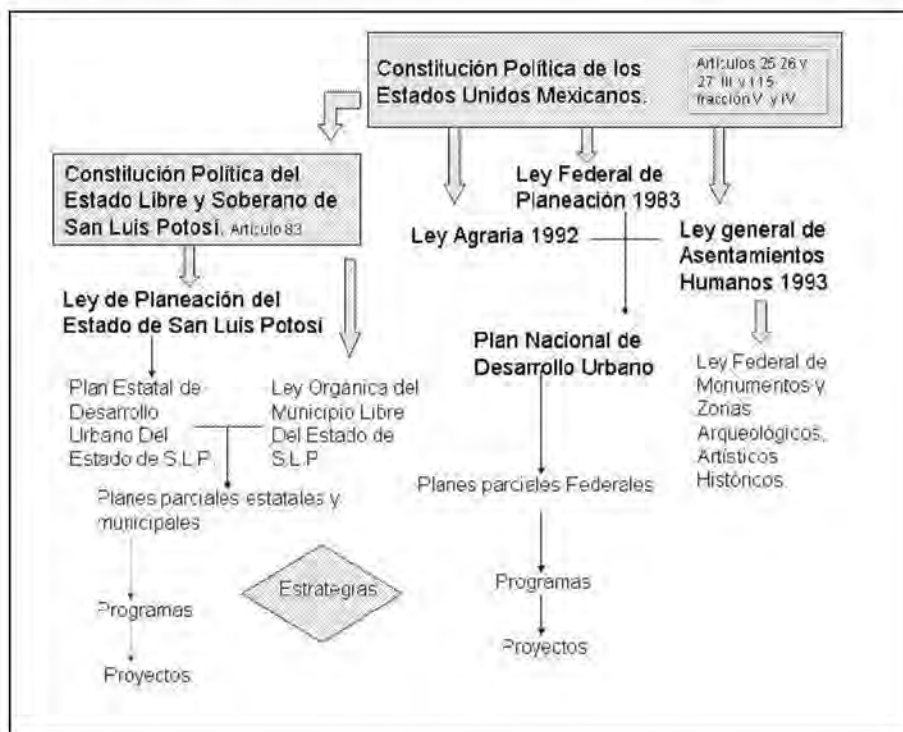 Constitución Política de los
Estados Unidos Mexicanos.
Artículos 25 26 y
27 III y 115
fracción V y IV
Constitución Política del
Estado Libre y Soberano de
San Luís Potosí. Artículo 83
Ley Federal de
Planeación 1983
Ley Agraria 1992
Ley general de
Asentamientos
Humanos 1993
Ley de Planeación del
Estado de San Luis Potosí
Plan Nacional de
Desarrollo Urbano
Ley Federal de
Monumentos y
Zonas
Arqueológicos,
Artísticos
Históricos
Plan Estatal de
Desarrollo
Urbano Del
Estado de S.L.P
Ley Orgánica del
Municipio Libre
Del Estado de
S.L.P
Planes parciales estatales y
municipales
Planes parciales Federales
Estrategias
Programas
Proyectos
Programas
Proyectos